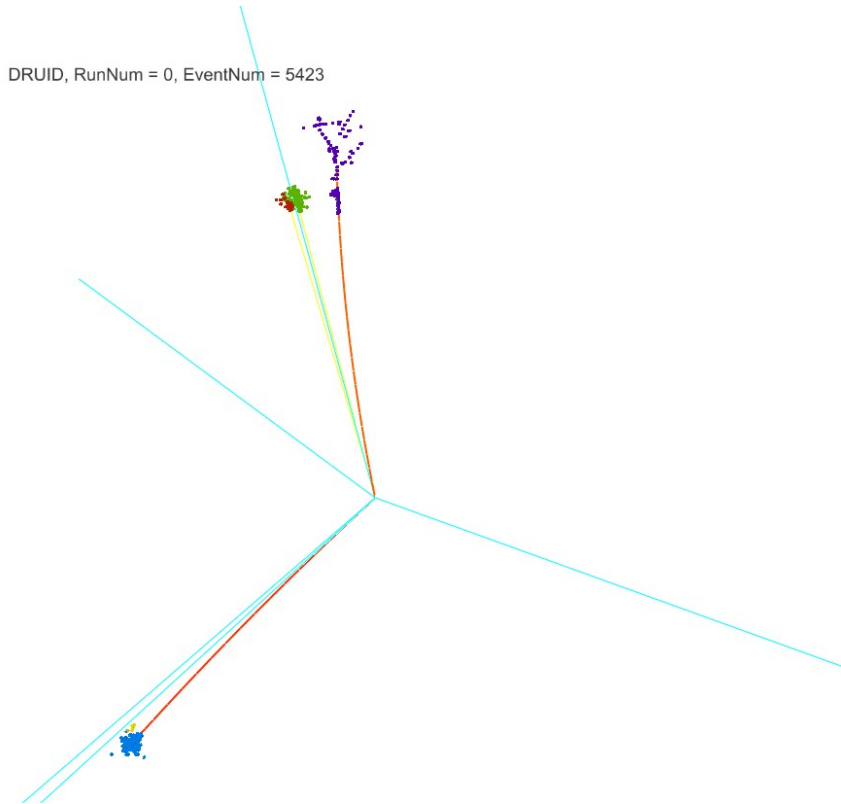 DRUID, RunNum = 0, EventNum = 5423